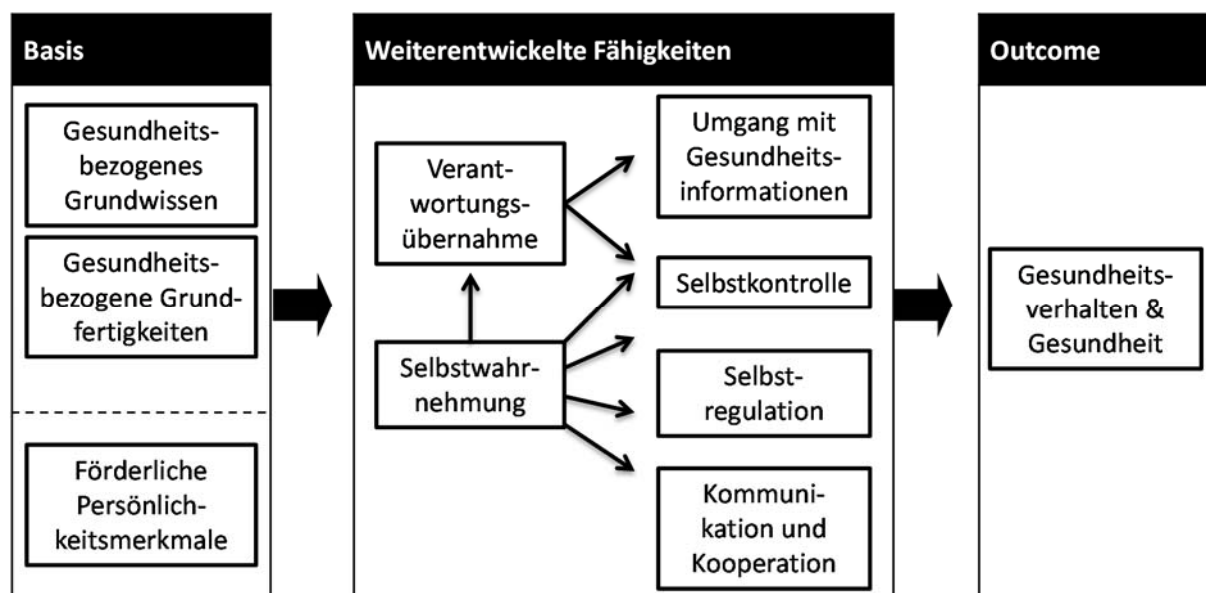 Basis
Gesundheits-
bezogenes
Grundwissen
Gesundheits-
bezogene Grund-
fertigkeiten
Förderliche
Persönlich-
keitsmerkmale
Weiterentwickelte Fähigkeiten
Verant-
wortungs-
übernahme
Selbstwahr-
nehmung
Umgang mit
Gesundheits-
informationen
Selbstkontrolle
Selbst-
regulation
Kommuni-
kation und
Kooperation
Outcome
Gesundheits-
verhalten &
Gesundheit